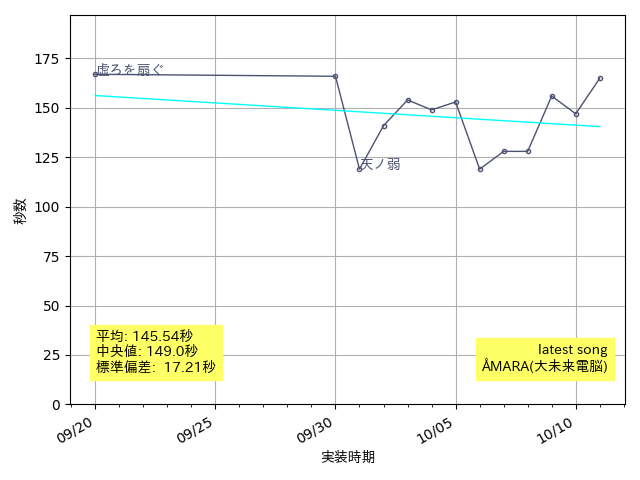 175
150
125
100
75
50
25
0
秒数
虚ろを扇ぐ
天ノ弱
平均: 145.54秒
中央値: 149.0秒
標準偏差: 17.21秒
latest song
ÅMARA(大未来電脳)
09/20
09/25
09/30
10/05
10/10
実装時期